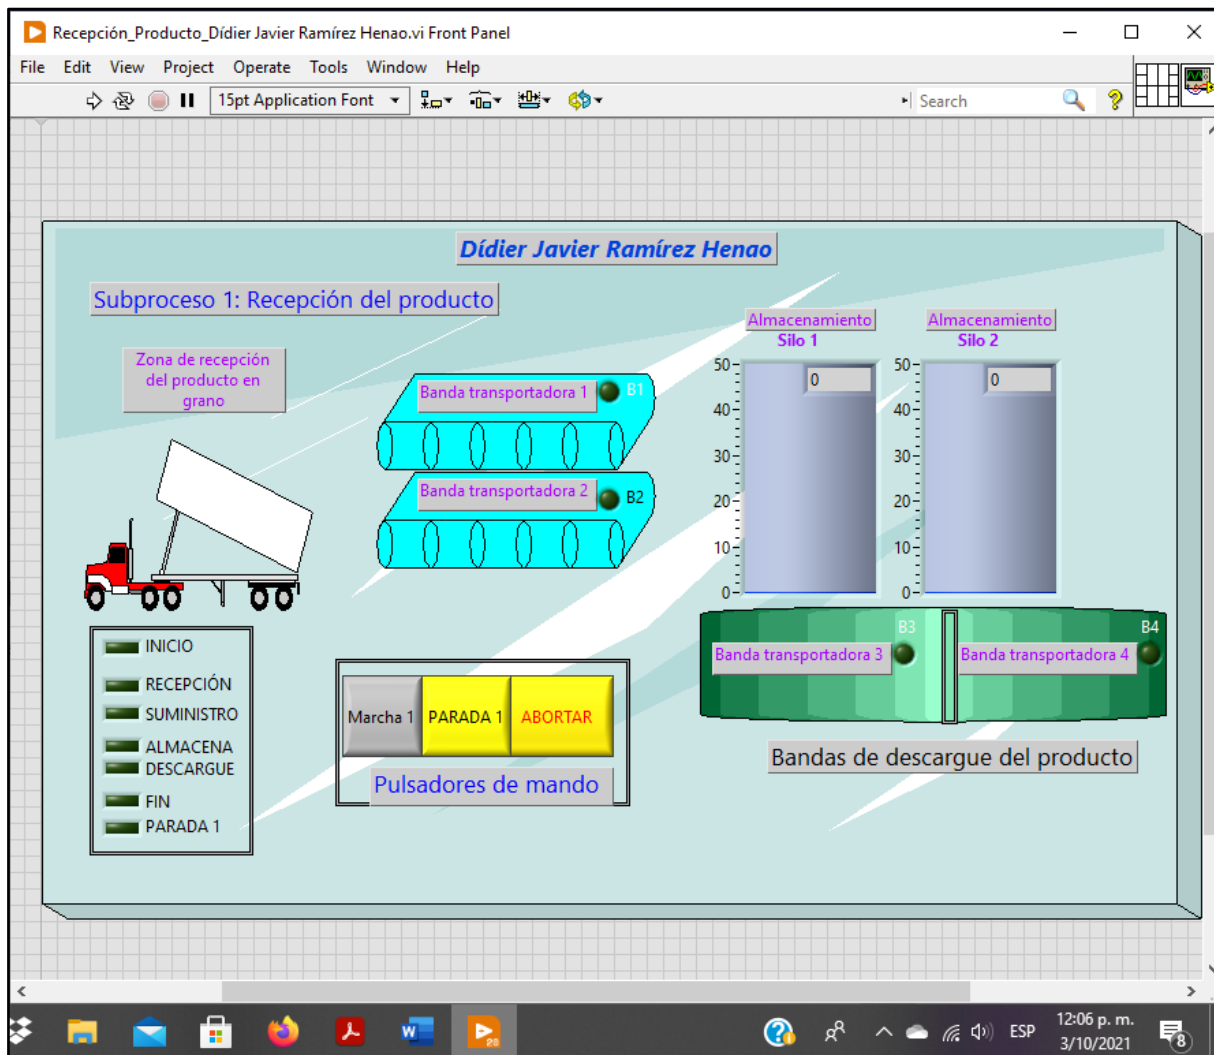 Recepción_Producto_Dídier Javier Ramírez Henao.vi Front Panel
File Edit View Project Operate Tools Window Help
15pt Application Font
Search
Dídier Javier Ramírez Henao
Subproceso 1: Recepción del producto
Zona de recepción
del producto en
grano
Banda transportadora 1
B1
Banda transportadora 2
B2
Almacenamiento
Silo 1
50
40
30
20
10
0
0
Almacenamiento
Silo 2
50
40
30
20
10
0
0
B3
Banda transportadora 3
B4
Banda transportadora 4
Bandas de descargue del producto
INICIO
RECEPCIÓN
SUMINISTRO
ALMACENA
DESCARGUE
FIN
PARADA 1
Marcha 1 PARADA 1 ABORTAR
Pulsadores de mando
ESP
12:06 p. m.
3/10/2021
8
W
20